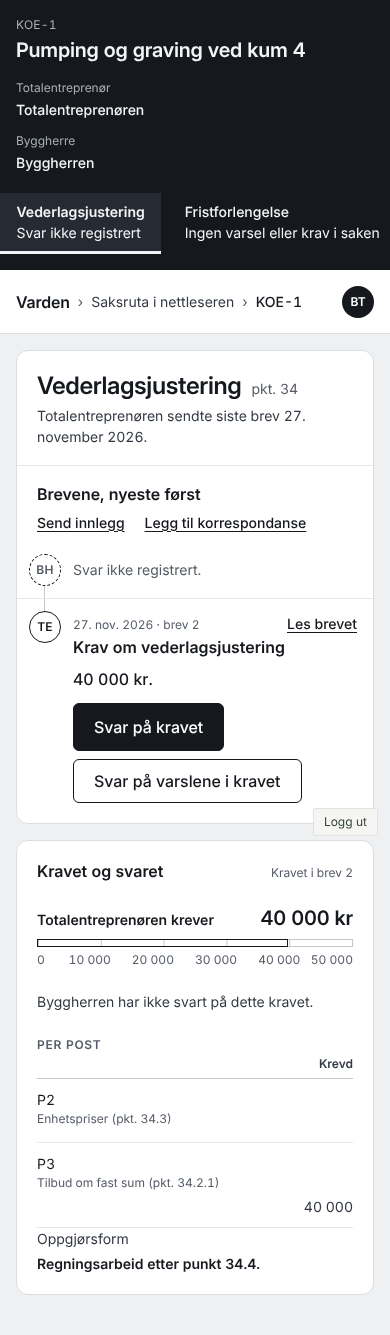 KOE-1
Pumping og graving ved kum 4
Totalentreprenør
Totalentreprenøren
Byggherre
Byggherren
Vederlagsjustering
Svar ikke registrert
Fristforlengelse
Ingen varsel eller krav i saken
Varden › Saksruta i nettleseren › KOE-1
BT
Vederlagsjustering pkt. 34
Totalentreprenøren sendte siste brev 27.
november 2026.
Brevene, nyeste først
Send innlegg Legg til korrespondanse
BH Svar ikke registrert.
TE 27. nov. 2026 · brev 2 Les brevet
Krav om vederlagsjustering
40 000 kr.
Svar på kravet
Svar på varslene i kravet
Logg ut
Kravet og svaret Kravet i brev 2
Totalentreprenøren krever 40 000 kr
0 10 000 20 000 30 000 40 000 50 000
Byggherren har ikke svart på dette kravet.
PER POST
Krevd
P2
Enhetspriser (pkt. 34.3)
P3
Tilbud om fast sum (pkt. 34.2.1)
40 000
Oppgjørsform
Regningsarbeid etter punkt 34.4.